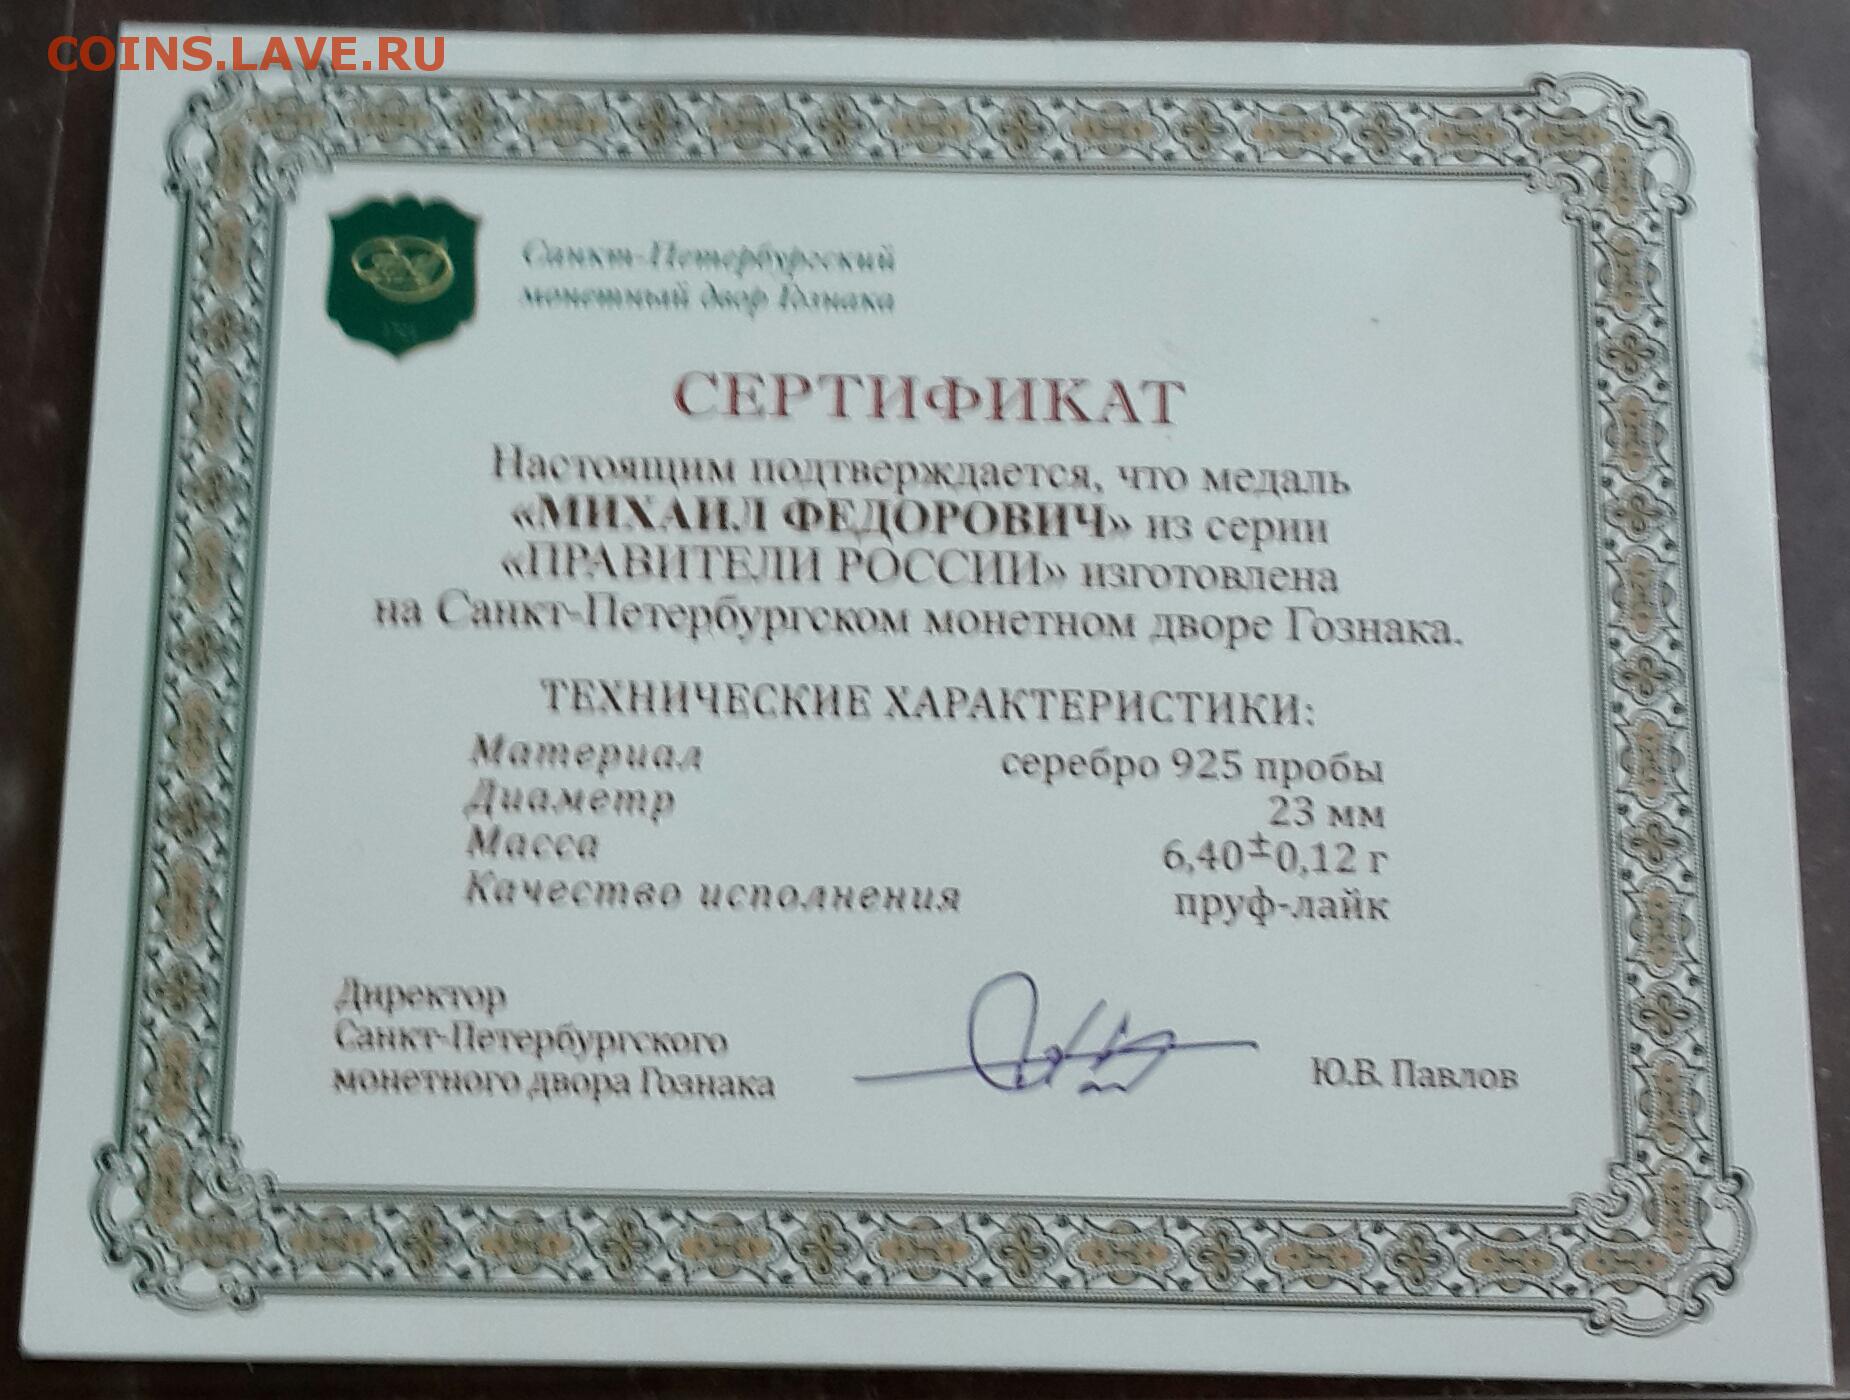 COINS.LAVE.RU
Санкт-Петербургский
монетный двор Гознака
СЕРТИФИКАТ
Настоящим подтверждается, что медаль
«МИХАИЛ ФЕДОРОВИЧ» из серии
«ПРАВИТЕЛИ РОССИИ» изготовлена
на Санкт-Петербургском монетном дворе Гознака.
ТЕХНИЧЕСКИЕ ХАРАКТЕРИСТИКИ:
Материал серебро 925 пробы
Диаметр 23 мм
Масса 6,40±0,12 г
Качество исполнения пруф-лайк
Директор
Санкт-Петербургского
монетного двора Гознака Ю.В. Павлов